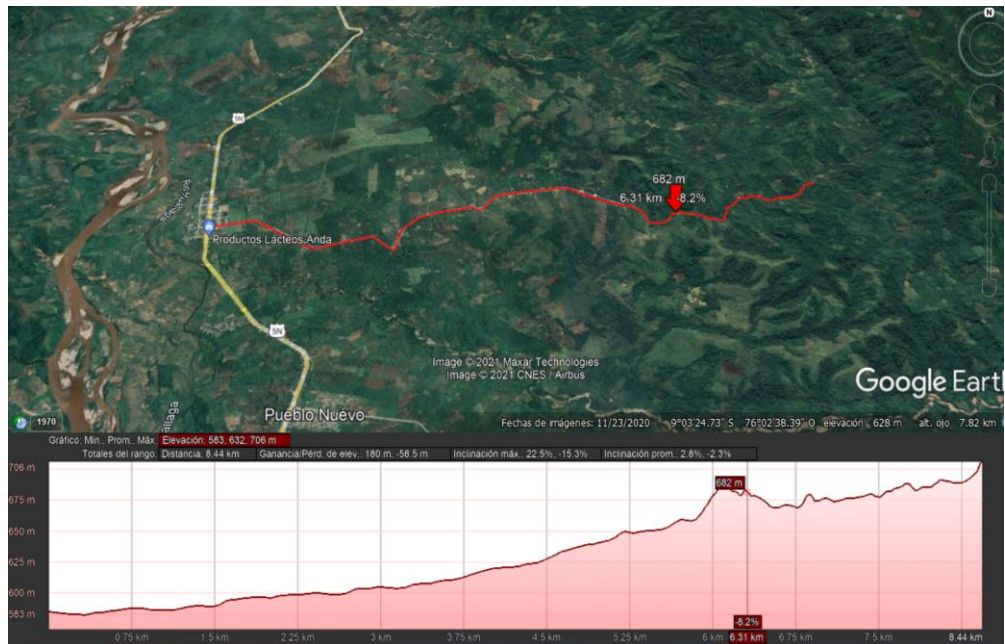 N
5N
682 m
6.31 km -8.2%
Productos Lácteos Anda
5N
Image © 2021 Maxar Technologies
Image © 2021 CNES / Airbus
Google Earth
Pueblo Nuevo
1970
Fechas de imágenes: 11/23/2020 9°03'24.73" S 76°02'38.39" O elevación 628 m alt. ojo 7.82 km
Gráfico: Mín., Prom., Máx. Elevación: 583, 632, 706 m
Totales del rango: Distancia: 8.44 km Ganancia/Pérd. de elev.: 180 m, -58.5 m Inclinación máx.: 22.5%, -15.3% Inclinación prom.: 2.8%, -2.3%
706 m
682 m
675 m
650 m
625 m
600 m
583 m
-8.2%
0.75 km 1.5 km 2.25 km 3 km 3.75 km 4.5 km 5.25 km 6 km 6.31 km 6.75 km 7.5 km 8.44 km